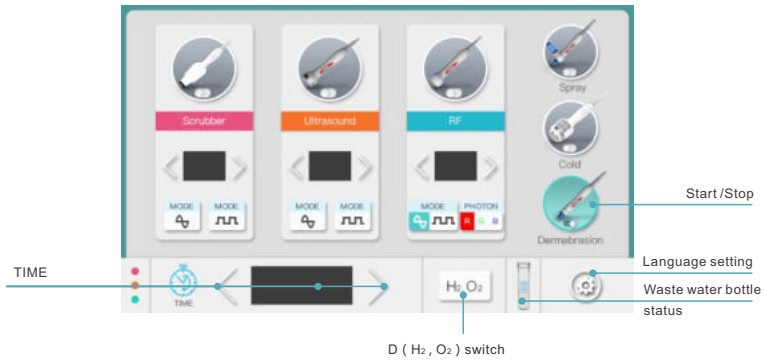 Spray
Scrubber
Ultrasound
RF
Cold
MODE MODE
MODE MODE
MODE PHOTON
R G B
Start /Stop
Dermabrasion
Language setting
TIME
H₂ O₂
Waste water bottle
status
TIME
D ( H₂ , O₂ ) switch